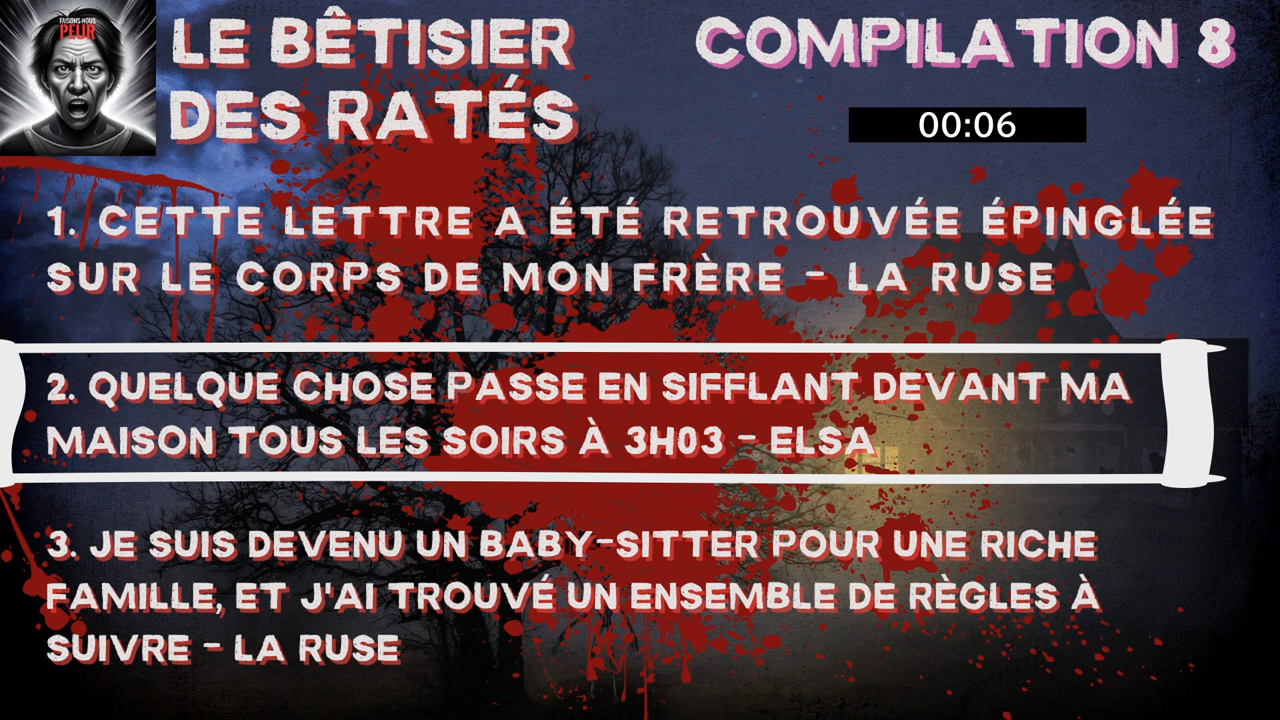 FAISONS NOUS
PEUR
LE BÊTISIER
DES RATÉS
COMPILATION 8
00:06
1. CETTE LETTRE A ÉTÉ RETROUVÉE ÉPINGLÉE
SUR LE CORPS DE MON FRÈRE - LA RUSE
2. QUELQUE CHOSE PASSE EN SIFFLANT DEVANT MA
MAISON TOUS LES SOIRS À 3H03 - ELSA
3. JE SUIS DEVENU UN BABY-SITTER POUR UNE RICHE
FAMILLE, ET J'AI TROUVÉ UN ENSEMBLE DE RÈGLES À
SUIVRE - LA RUSE